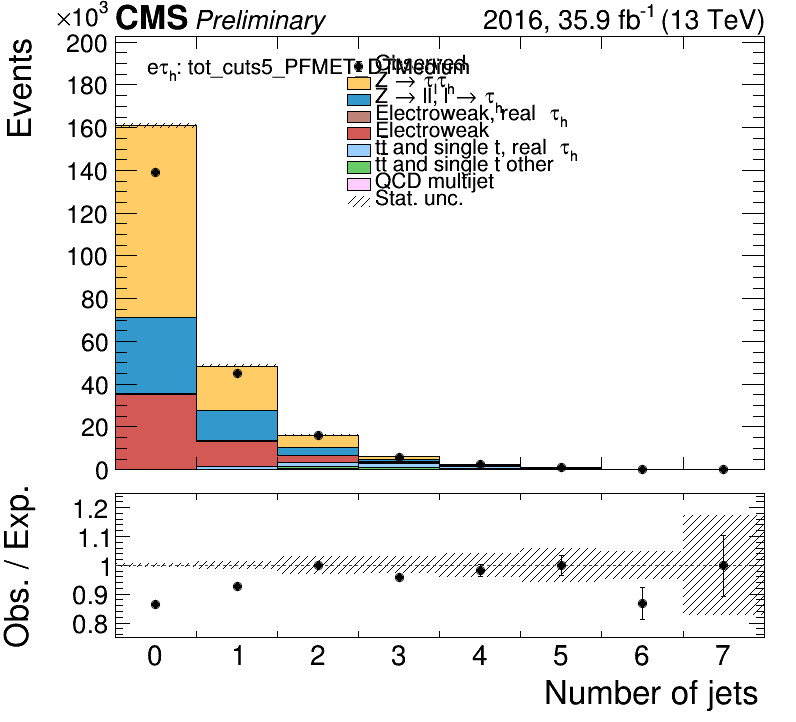 ×10³ CMS Preliminary 2016, 35.9 fb⁻¹ (13 TeV)
Events
eτh: tot_cuts5_PFMET_DTMedium
Observed
Z → τlτh
Z → ll, l → τh
Electroweak, real τh
Electroweak
tt̄ and single t, real τh
tt̄ and single t other
QCD multijet
Stat. unc.
200
180
160
140
120
100
80
60
40
20
0
Obs. / Exp.
1.2
1.1
1
0.9
0.8
0 1 2 3 4 5 6 7
Number of jets